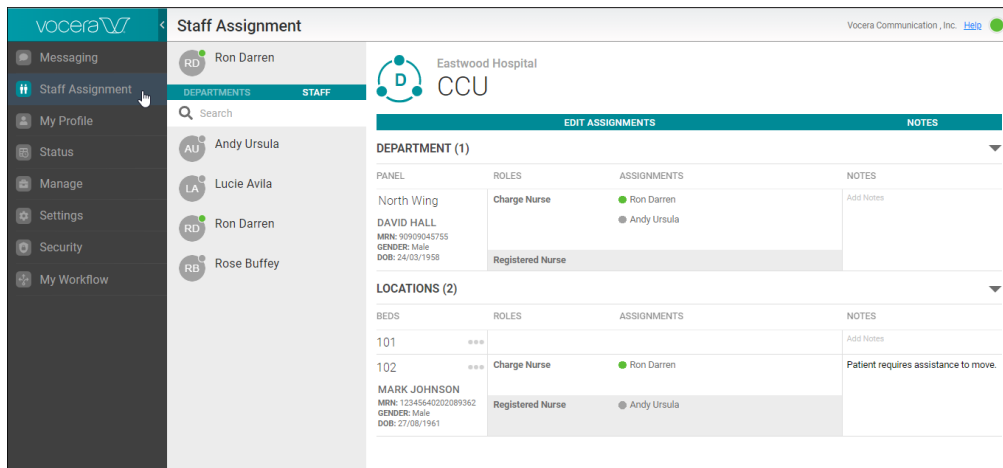 vocera
Staff Assignment
Vocera Communication , Inc. Help
Messaging
Staff Assignment
My Profile
Status
Manage
Settings
Security
My Workflow
RD Ron Darren
DEPARTMENTS STAFF
Search
AU Andy Ursula
LA Lucie Avila
RD Ron Darren
RB Rose Buffey
D
Eastwood Hospital
CCU
EDIT ASSIGNMENTS NOTES
DEPARTMENT (1)
PANEL ROLES ASSIGNMENTS NOTES
North Wing Charge Nurse Ron Darren Add Notes
Andy Ursula
DAVID HALL
MRN: 90909045755
GENDER: Male
DOB: 24/03/1958
Registered Nurse
LOCATIONS (2)
BEDS ROLES ASSIGNMENTS NOTES
101 Add Notes
102 Charge Nurse Ron Darren Patient requires assistance to move.
MARK JOHNSON
MRN: 12345640202089362
GENDER: Male
DOB: 27/08/1961
Registered Nurse Andy Ursula